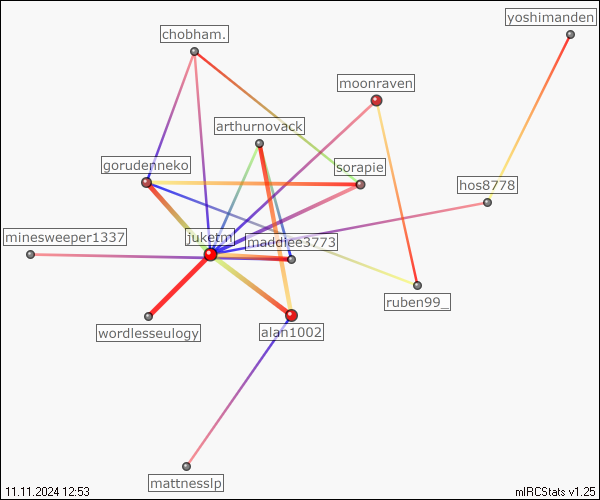 yoshimanden
chobham.
moonraven
arthurnovack
gorudenneko
sorapie
hos8778
minesweeper1337
juketm
maddiee3773
ruben99_
wordlesseulogy
alan1002
mattnesslp
11.11.2024 12:53
mIRCStats v1.25